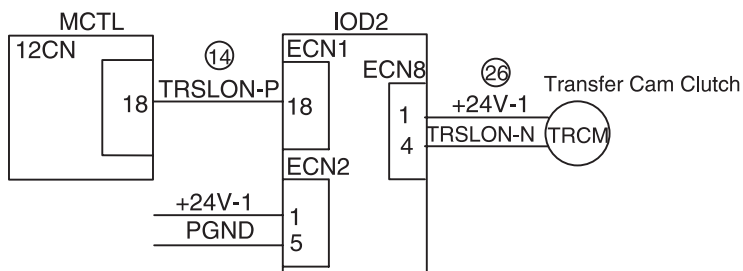 MCTL
IOD2
12CN
14
ECN1
ECN8
26
Transfer Cam Clutch
18
TRSLON-P
18
1
+24V-1
4
TRSLON-N
TRCM
ECN2
+24V-1
1
PGND
5